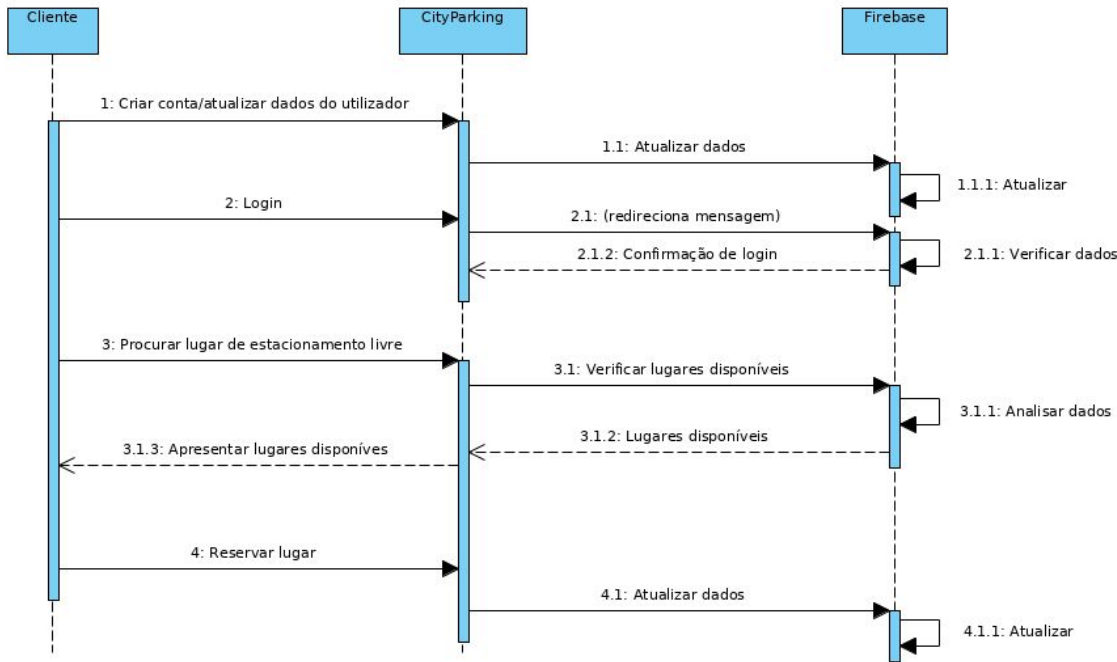 Cliente
CityParking
Firebase
1: Criar conta/atualizar dados do utilizador
1.1: Atualizar dados
1.1.1: Atualizar
2: Login
2.1: (redireciona mensagem)
2.1.2: Confirmação de login
2.1.1: Verificar dados
3: Procurar lugar de estacionamento livre
3.1: Verificar lugares disponíveis
3.1.1: Analisar dados
3.1.2: Lugares disponíveis
3.1.3: Apresentar lugares disponíves
4: Reservar lugar
4.1: Atualizar dados
4.1.1: Atualizar